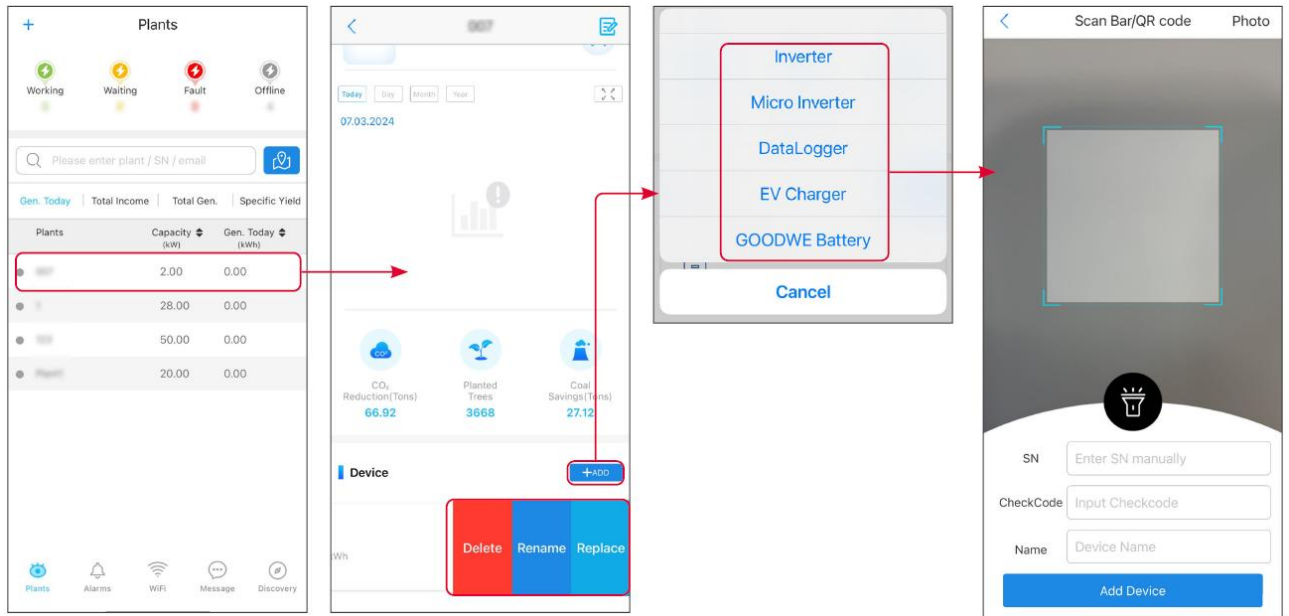 Plants
Working
Waiting
Fault
Offline
Please enter plant / SN / email
Gen. Today
Total Income
Total Gen.
Specific Yield
Plants
Capacity
(kW)
Gen. Today
(kWh)
2.00
0.00
28.00
0.00
50.00
0.00
20.00
0.00
Plants
Alarms
WiFi
Message
Discovery
007
Today
Day
Month
Year
07.03.2024
CO₂
Reduction(Tons)
66.92
Planted
Trees
3668
Coal
Savings(Tons)
27.12
Device
+ADD
kWh
Delete
Rename
Replace
Inverter
Micro Inverter
DataLogger
EV Charger
GOODWE Battery
Cancel
Scan Bar/QR code
Photo
SN
Enter SN manually
CheckCode
Input Checkcode
Name
Device Name
Add Device